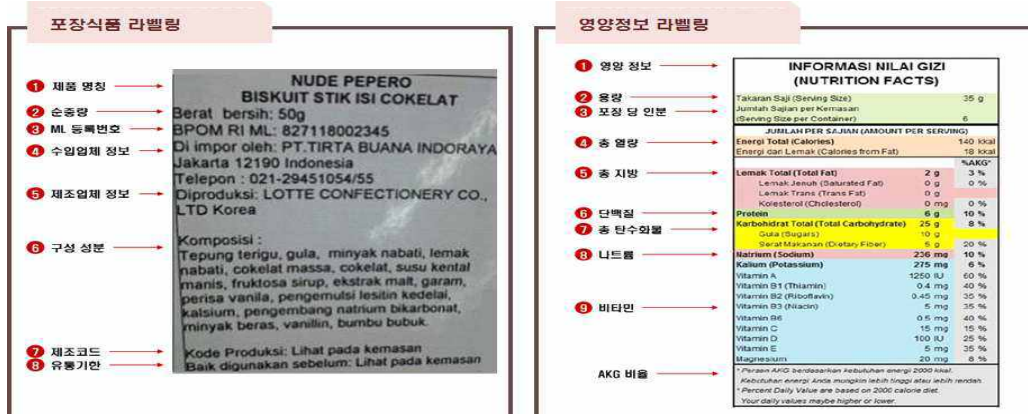 포장식품 라벨링
1 제품 명칭
2 순중량
3 ML 등록번호
4 수입업체 정보
5 제조업체 정보
6 구성 성분
7 제조코드
8 유통기한
NUDE PEPERO
BISKUIT STIK ISI COKELAT
Berat bersih: 50g
BPOM RI ML: 827118002345
Di impor oleh: PT.TIRTA BUANA INDORAYA
Jakarta 12190 Indonesia
Telepon : 021-29451054/55
Diproduksi: LOTTE CONFECTIONERY CO.,
LTD Korea
Komposisi :
Tepung terigu, gula, minyak nabati, lemak
nabati, cokelat massa, cokelat, susu kental
manis, fruktosa sirup, ekstrak malt, garam,
perisa vanila, pengemulsi lesitin kedelai,
kalsium, pengembang natrium bikarbonat,
minyak beras, vanillin, bumbu bubuk.
Kode Produksi: Lihat pada kemasan
Baik digunakan sebelum: Lihat pada kemasan
영양정보 라벨링
1 영양 정보
2 용량
3 포장 당 인분
4 총 열량
5 총 지방
6 단백질
7 총 탄수화물
8 나트륨
9 비타민
AKG 비율
INFORMASI NILAI GIZI
(NUTRITION FACTS)
Takaran Saji (Serving Size) 35 g
Jumlah Sajian per Kemasan
(Serving Size per Container) 6
JUMLAH PER SAJIAN (AMOUNT PER SERVING)
Energi Total (Calories) 140 kkal
Energi dari Lemak (Calories from Fat) 18 kkal
%AKG*
Lemak Total (Total Fat) 2 g 3 %
Lemak Jenuh (Saturated Fat) 0 g 0 %
Lemak Trans (Trans Fat) 0 g
Kolesterol (Cholesterol) 0 mg 0 %
Protein 6 g 10 %
Karbohidrat Total (Total Carbohydrate) 25 g 8 %
Gula (Sugars) 10 g
Serat Makanan (Dietary Fiber) 5 g 20 %
Natrium (Sodium) 236 mg 10 %
Kalium (Potassium) 275 mg 6 %
Vitamin A 1250 IU 60 %
Vitamin B1 (Thiamin) 0.4 mg 40 %
Vitamin B2 (Riboflavin) 0.45 mg 35 %
Vitamin B3 (Niacin) 5 mg 35 %
Vitamin B6 0.5 mg 40 %
Vitamin C 15 mg 15 %
Vitamin D 100 IU 25 %
Vitamin E 5 mg 35 %
Magnesium 20 mg 8 %
* Persen AKG berdasarkan kebutuhan energi 2000 kkal.
Kebutuhan energi Anda mungkin lebih tinggi atau lebih rendah.
* Percent Daily Value are based on 2000 calorie diet.
Your daily values maybe higher or lower.